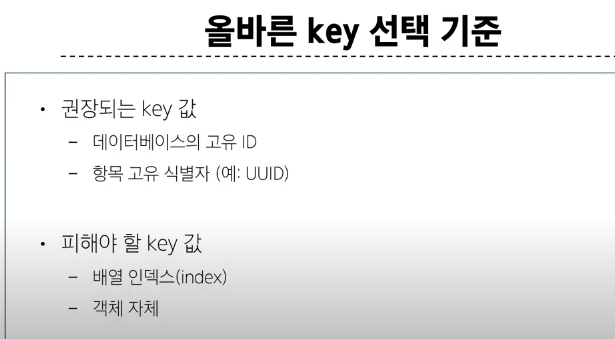 올바른 key 선택 기준
• 권장되는 key 값
– 데이터베이스의 고유 ID
– 항목 고유 식별자 (예: UUID)
• 피해야 할 key 값
– 배열 인덱스(index)
– 객체 자체